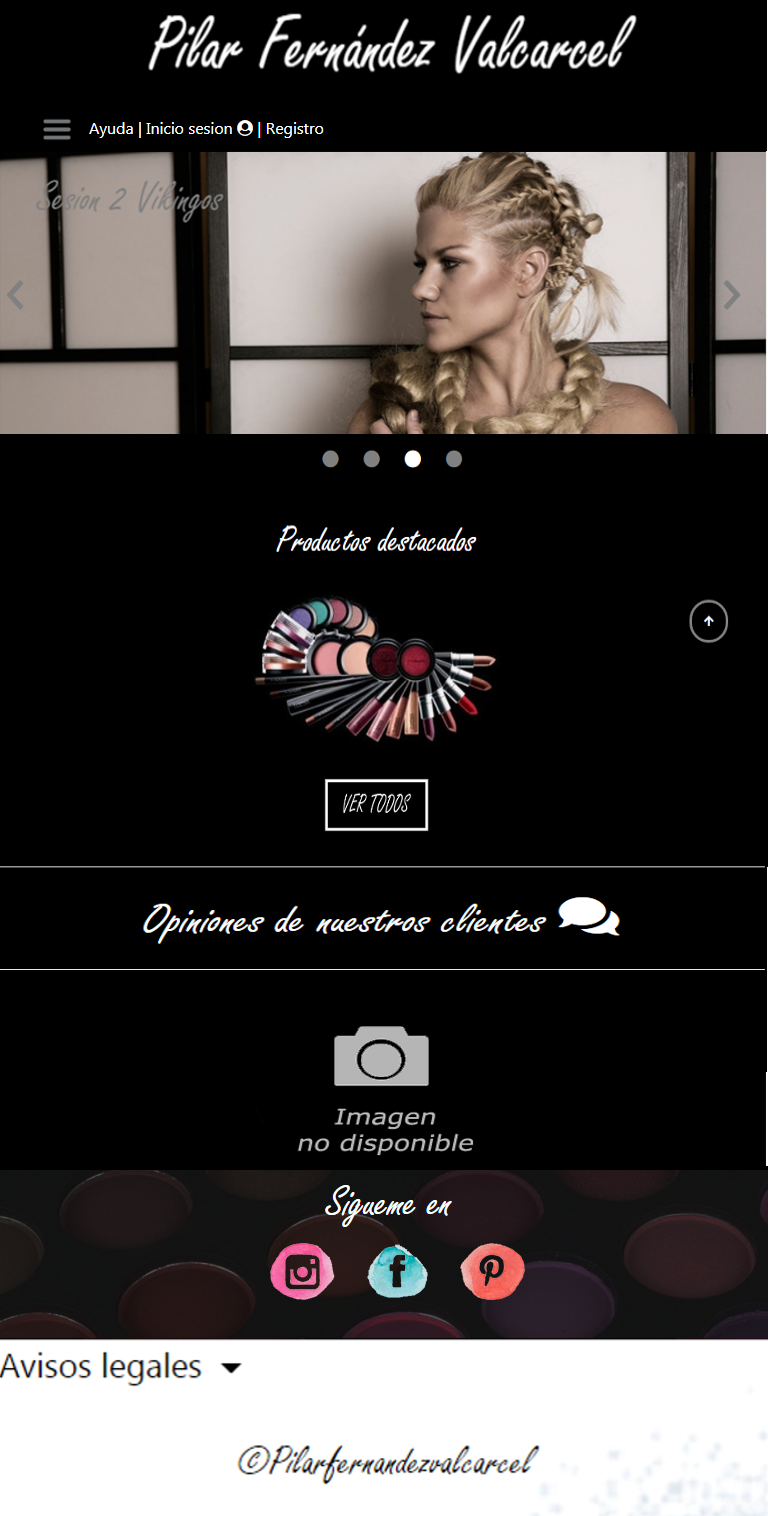 Pilar Fernández Valcarcel
Ayuda | Inicio sesion | Registro
Sesion 2 Vikingos
Productos destacados
VER TODOS
Opiniones de nuestros clientes
Imagen
no disponible
Sigueme en
Avisos legales
©Pilarfernandezvalcarcel